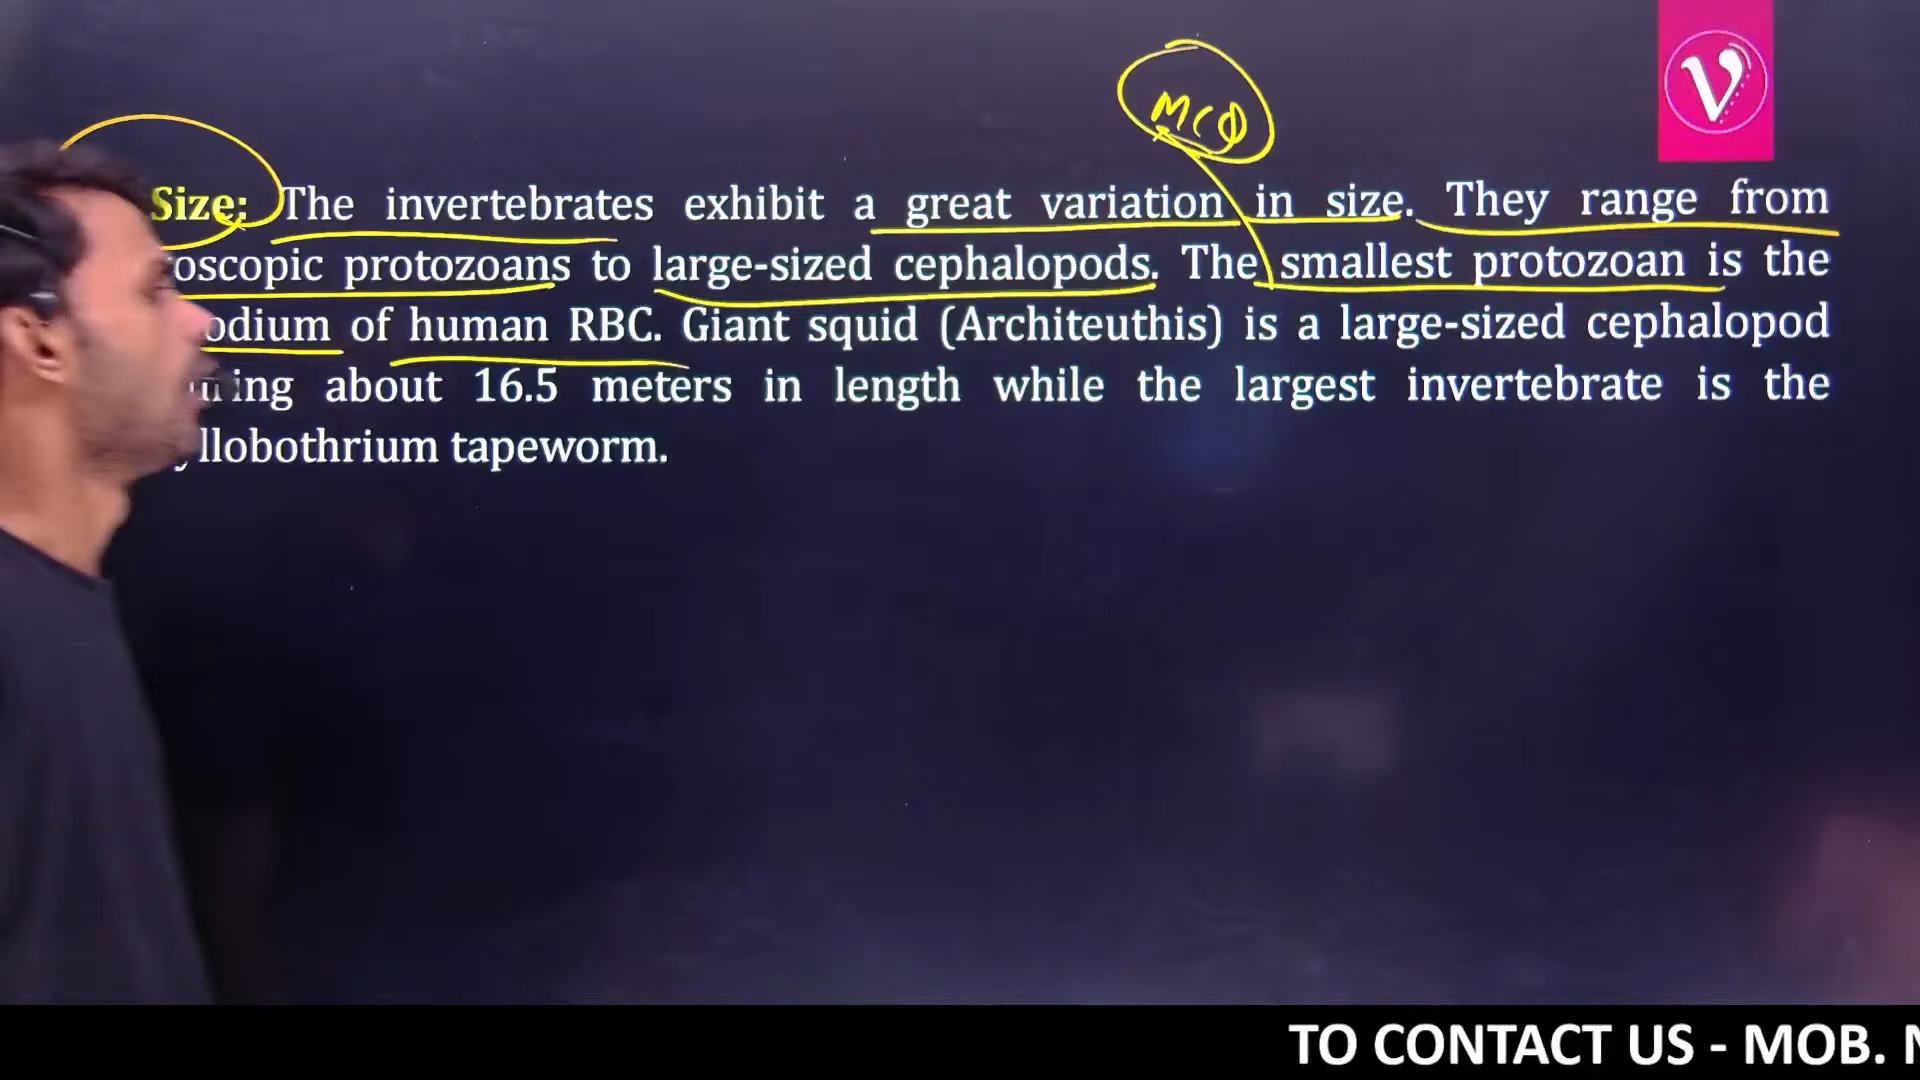 MCQ
V
Size: The invertebrates exhibit a great variation in size. They range from
oscopic protozoans to large-sized cephalopods. The smallest protozoan is the
odium of human RBC. Giant squid (Architeuthis) is a large-sized cephalopod
ing about 16.5 meters in length while the largest invertebrate is the
llobothrium tapeworm.
TO CONTACT US - MOB. N